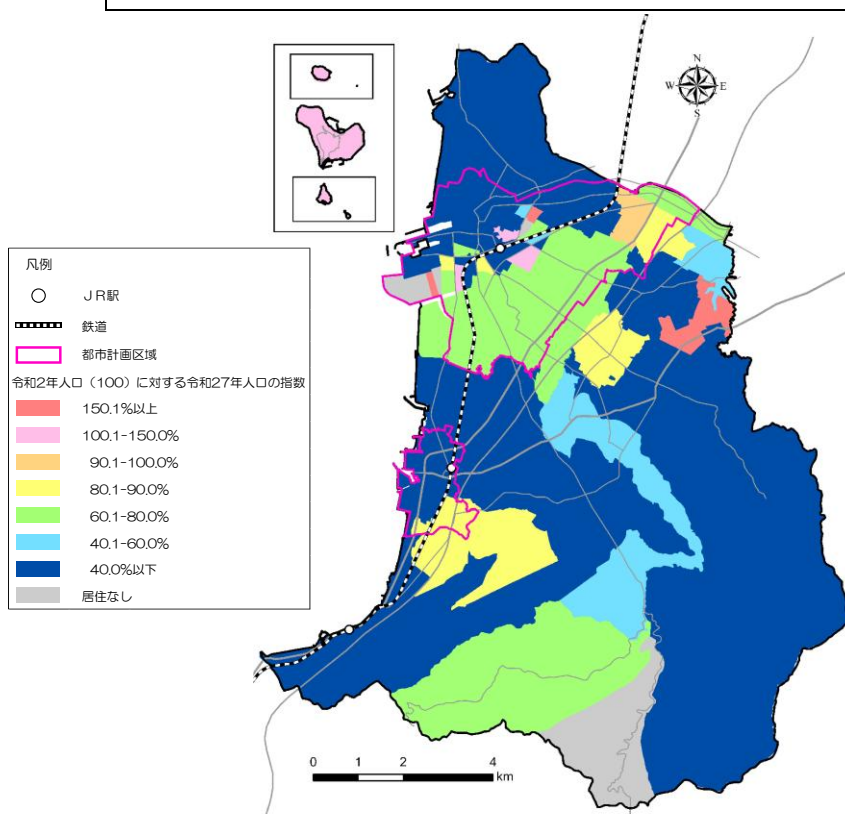 N
W E
S
凡例
JR駅
鉄道
都市計画区域
令和2年人口(100)に対する令和27年人口の指数
150.1%以上
100.1-150.0%
90.1-100.0%
80.1-90.0%
60.1-80.0%
40.1-60.0%
40.0%以下
居住なし
0 1 2 4
km